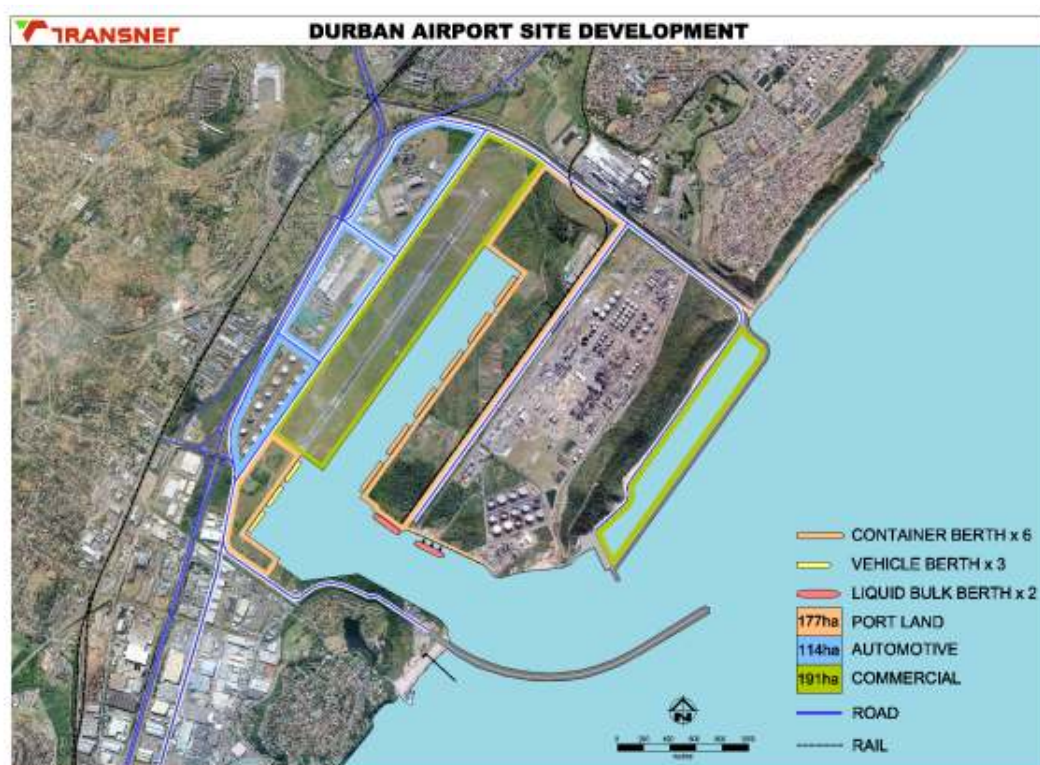 TRANSNET
DURBAN AIRPORT SITE DEVELOPMENT
CONTAINER BERTH x 6
VEHICLE BERTH x 3
LIQUID BULK BERTH x 2
177ha PORT LAND
114ha AUTOMOTIVE
191ha COMMERCIAL
ROAD
RAIL
N